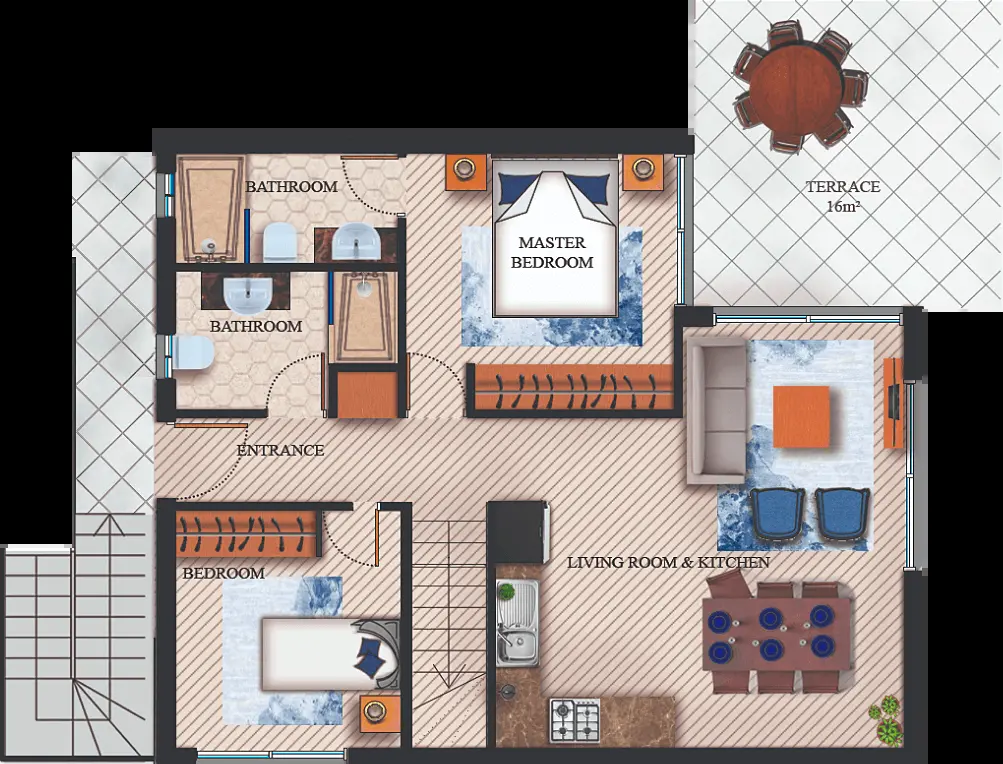 BATHROOM
TERRACE
16m²
MASTER
BEDROOM
BATHROOM
ENTRANCE
LIVING ROOM & KITCHEN
BEDROOM